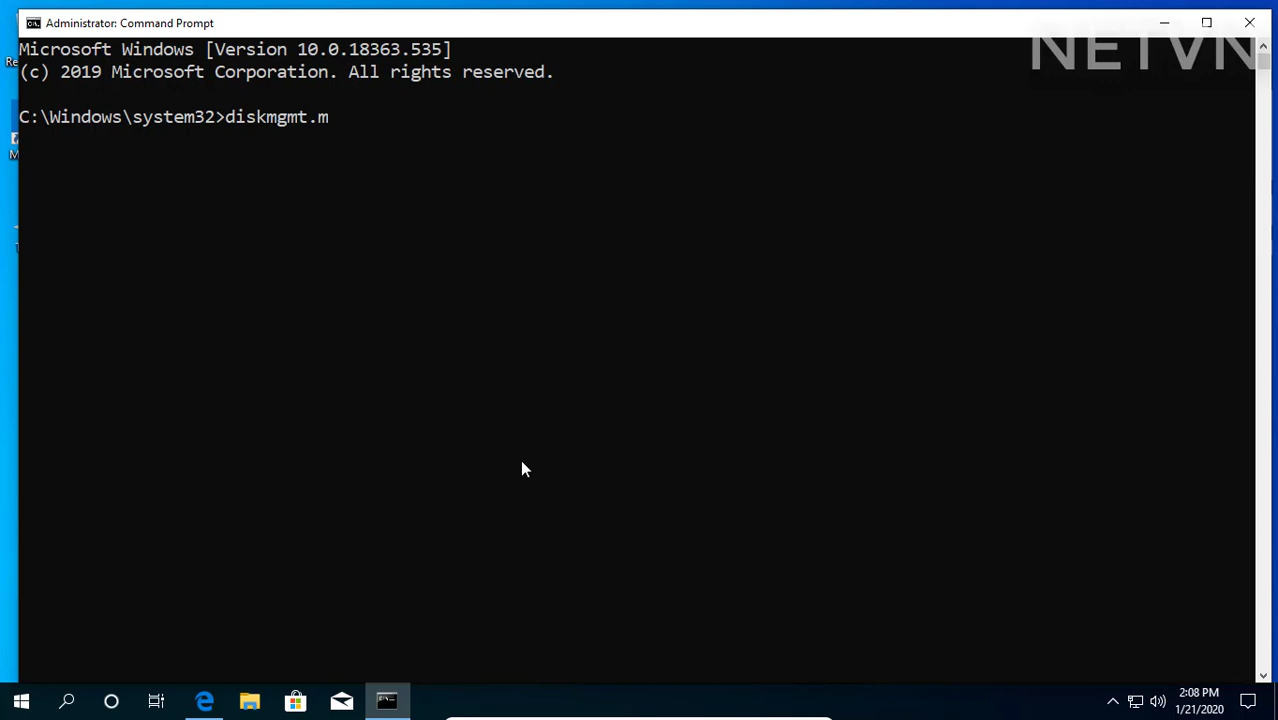 Administrator: Command Prompt
NETVN
Microsoft Windows [Version 10.0.18363.535]
(c) 2019 Microsoft Corporation. All rights reserved.
C:\Windows\system32>diskmgmt.m
Re
M
2:08 PM
1/21/2020